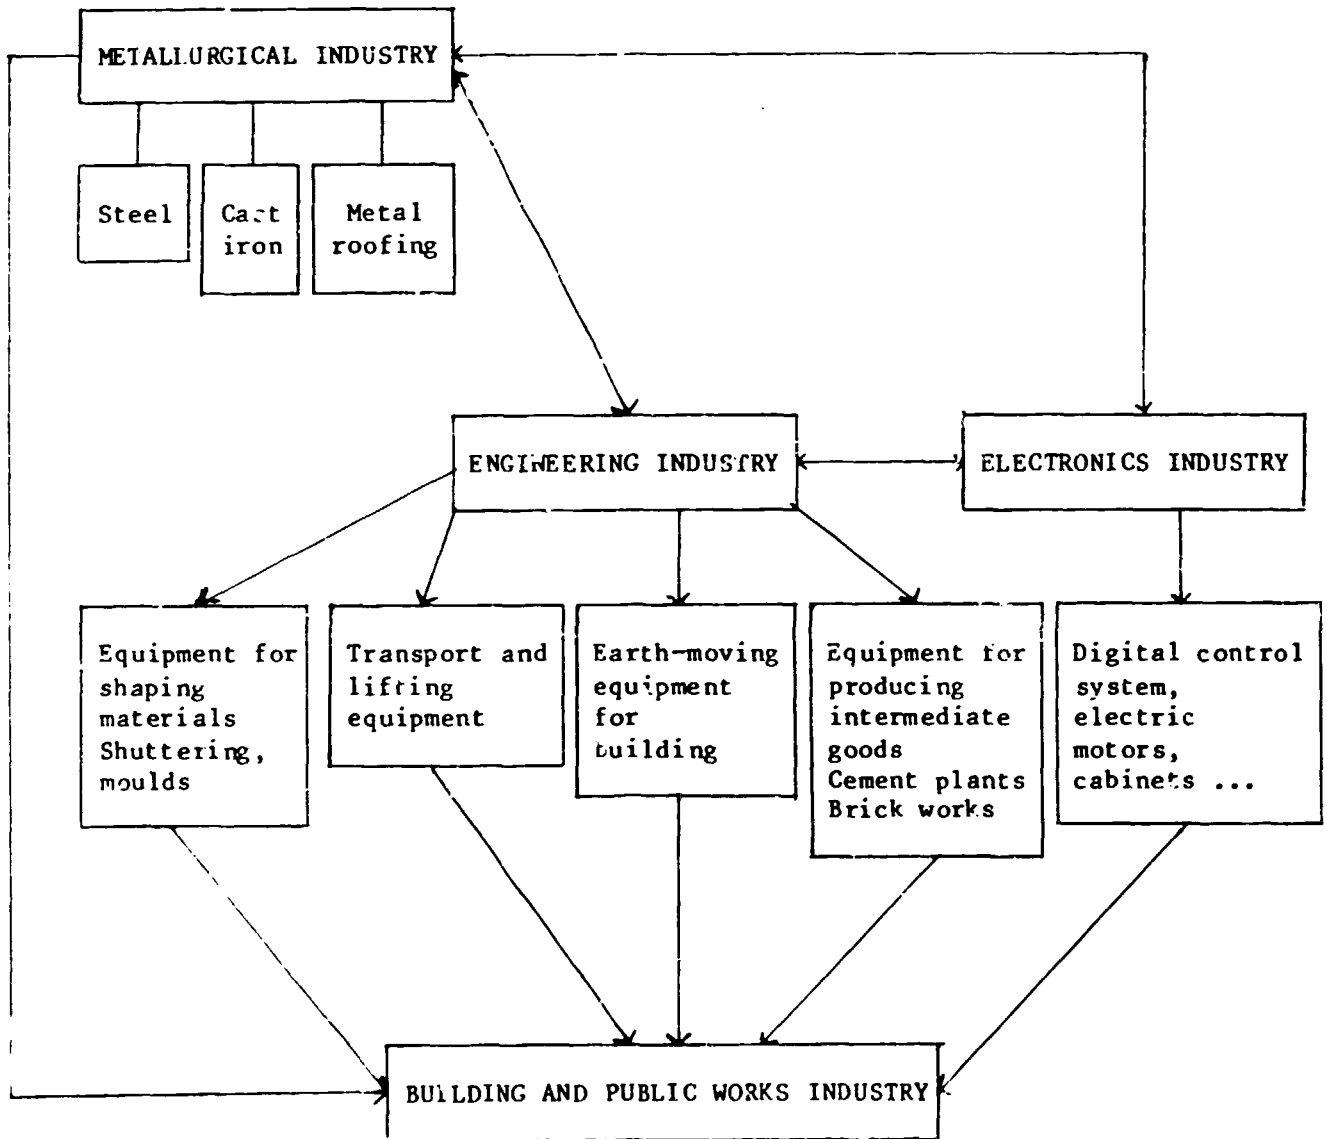 METALLURGICAL INDUSTRY
Steel
Cast
iron
Metal
roofing
ENGINEERING INDUSTRY
ELECTRONICS INDUSTRY
Equipment for
shaping
materials
Shuttering,
moulds
Transport and
lifting
equipment
Earth-moving
equipment
for
building
Equipment for
producing
intermediate
goods
Cement plants
Brick works
Digital control
system,
electric
motors,
cabinets ...
BUILDING AND PUBLIC WORKS INDUSTRY